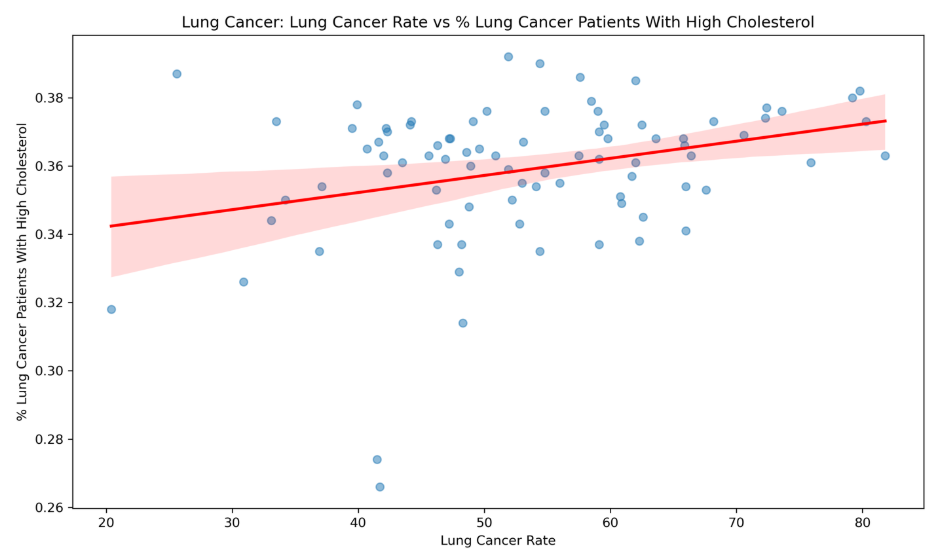 Lung Cancer: Lung Cancer Rate vs % Lung Cancer Patients With High Cholesterol
% Lung Cancer Patients With High Cholesterol
0.38
0.36
0.34
0.32
0.30
0.28
0.26
20 30 40 50 60 70 80
Lung Cancer Rate